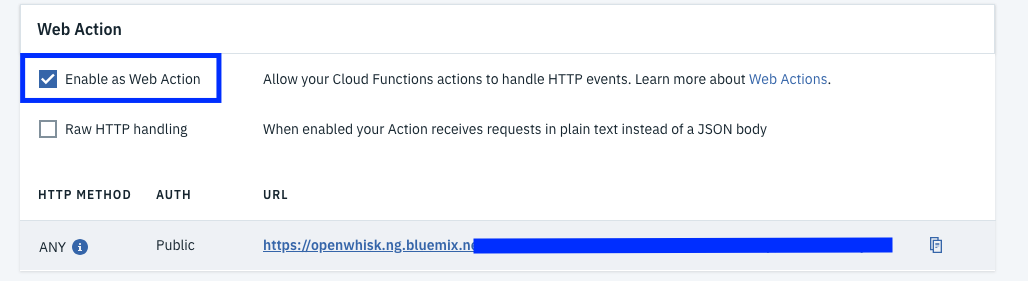 Web Action
Enable as Web Action Allow your Cloud Functions actions to handle HTTP events. Learn more about Web Actions.
Raw HTTP handling When enabled your Action receives requests in plain text instead of a JSON body
HTTP METHOD AUTH URL
ANY Public https://openwhisk.ng.bluemix.n